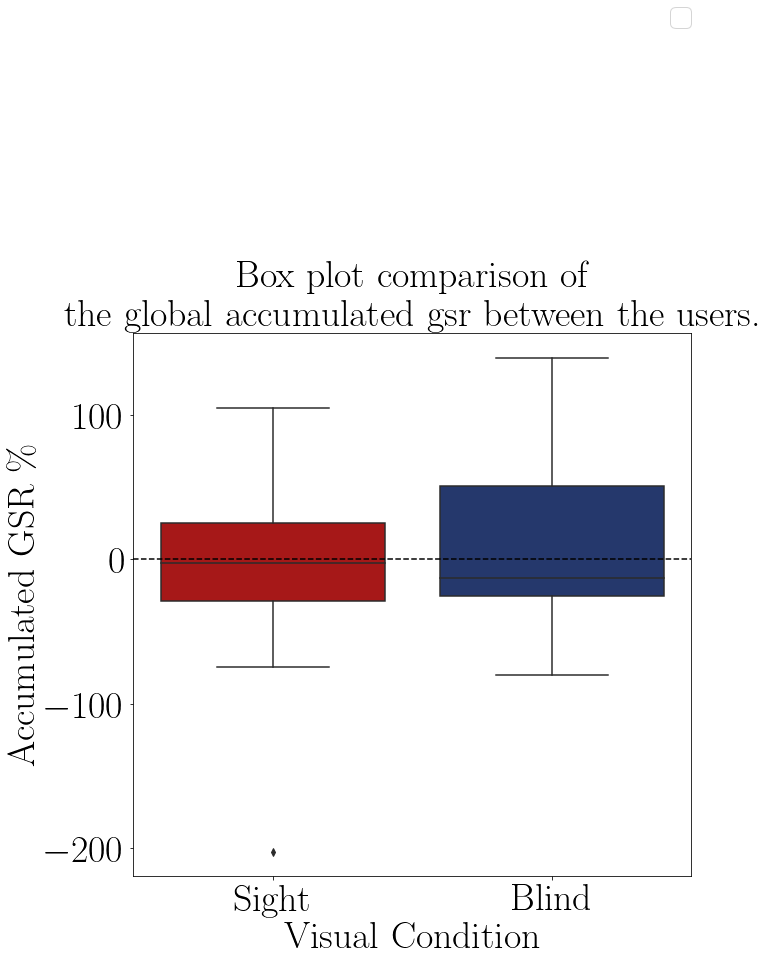 Box plot comparison of
the global accumulated gsr between the users.
Accumulated GSR %
100
0
−100
−200
Sight
Blind
Visual Condition